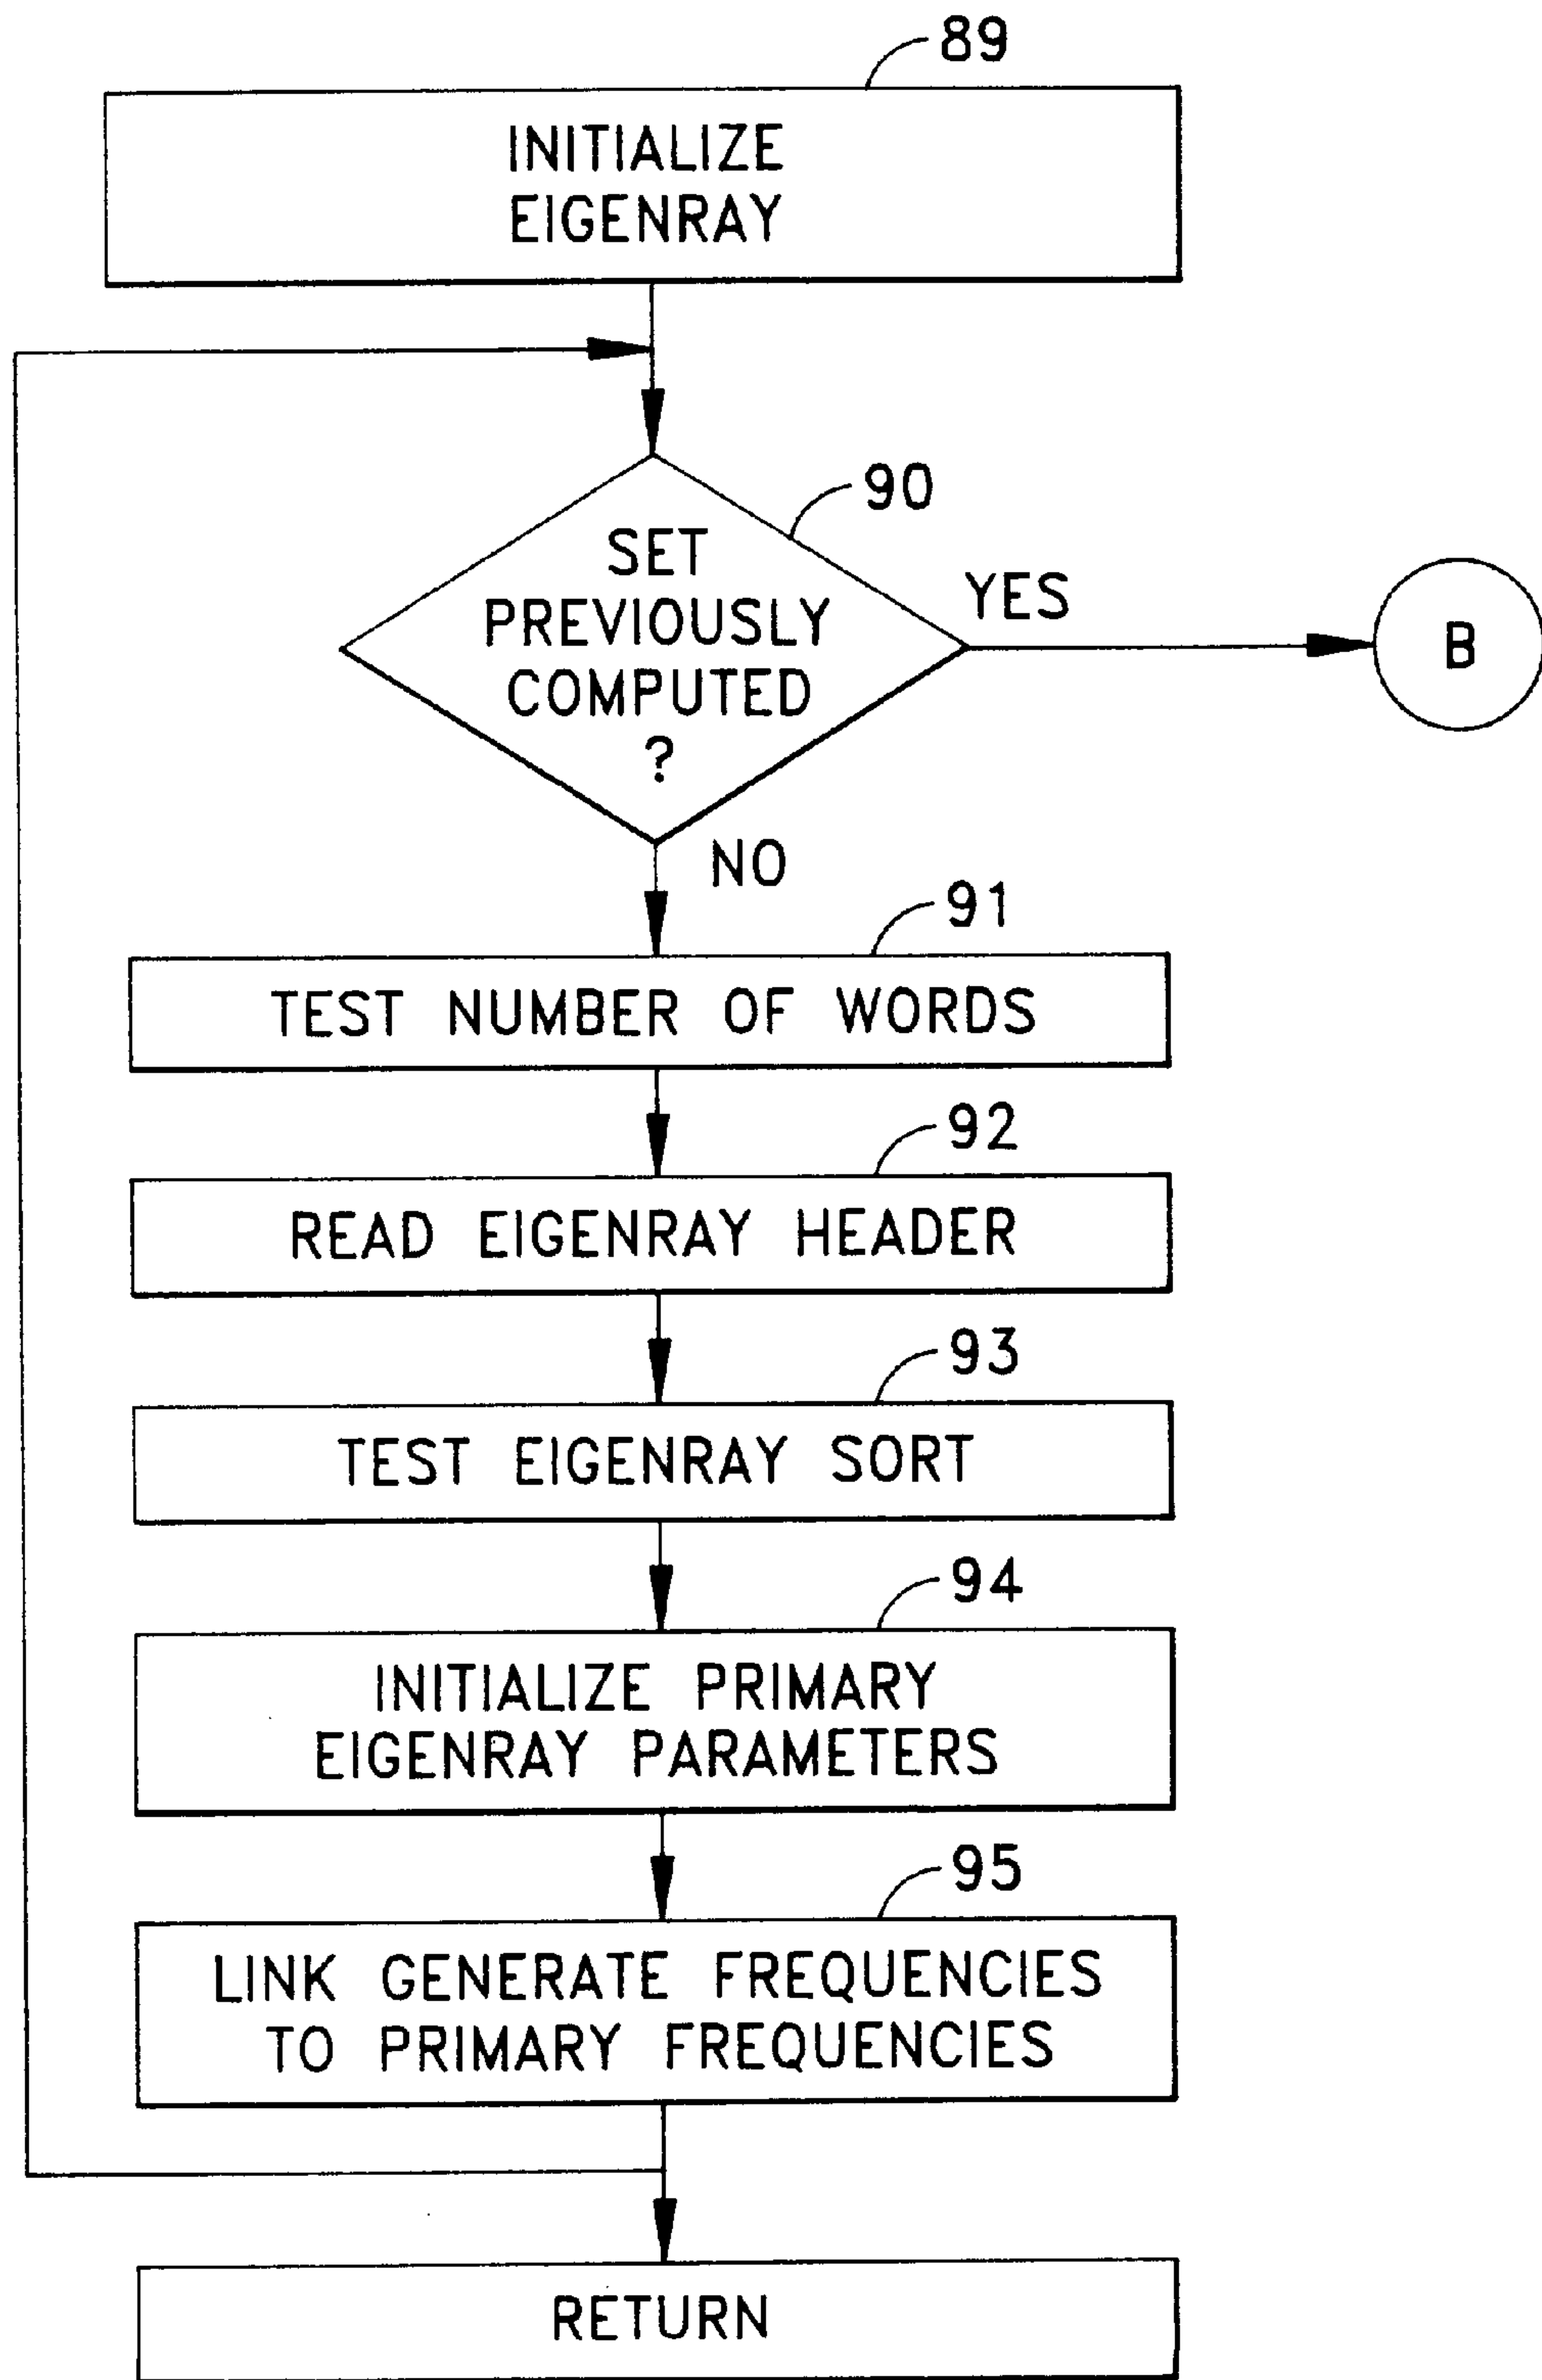 89
INITIALIZE
EIGENRAY
90
SET
PREVIOUSLY
COMPUTED
?
YES
B
NO
91
TEST NUMBER OF WORDS
92
READ EIGENRAY HEADER
93
TEST EIGENRAY SORT
94
INITIALIZE PRIMARY
EIGENRAY PARAMETERS
95
LINK GENERATE FREQUENCIES
TO PRIMARY FREQUENCIES
RETURN